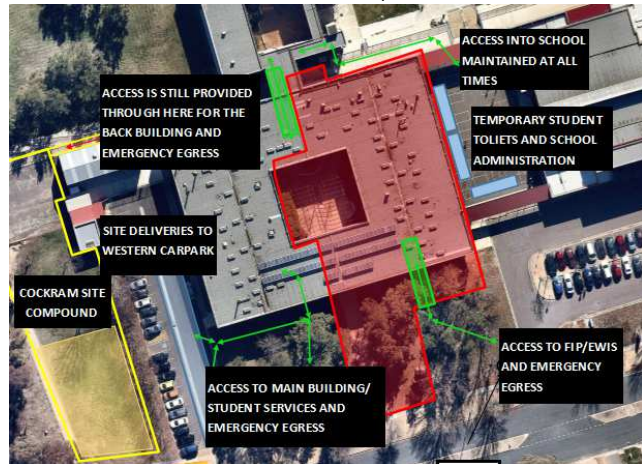 ACCESS INTO SCHOOL
MAINTAINED AT ALL
TIMES
ACCESS IS STILL PROVIDED
THROUGH HERE FOR THE
BACK BUILDING AND
EMERGENCY EGRESS
TEMPORARY STUDENT
TOLIETS AND SCHOOL
ADMINISTRATION
SITE DELIVERIES TO
WESTERN CARPARK
COCKRAM SITE
COMPOUND
ACCESS TO FIP/EWIS
AND EMERGENCY
EGRESS
ACCESS TO MAIN BUILDING/
STUDENT SERVICES AND
EMERGENCY EGRESS